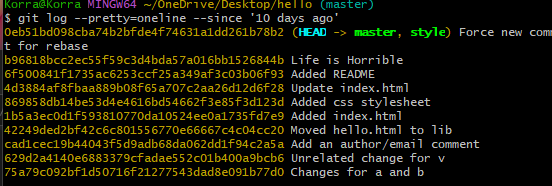 Korra@Korra MINGW64 ~/OneDrive/Desktop/hello (master)
$ git log --pretty=oneline --since '10 days ago'
0eb51bd098cba74b2bfde4f74631a1dd261b78b2 (HEAD -> master, style) Force new comm
t for rebase
b96818bcc2ec55f59c3d4bda57a016bb1526844b Life is Horrible
6f500841f1735ac6253ccf25a349af3c03b06f93 Added README
4d3884af8fbaa889b08f65a707c2aa26d12d6f28 Update index.html
869858db14be53d4e4616bd54662f3e85f3d123d Added css stylesheet
1b5a3ec0d1f593810770da10524ee0a1735fd7e9 Added index.html
42249ded2bf42c6c801556770e66667c4c04cc20 Moved hello.html to lib
cad1cec19b44043f5d9adb68da062dd1f94c2a5a Add an author/email comment
629d2a4140e6883379cfadae552c01b400a9bcb6 Unrelated change for v
75a79c092bf1d50716f21277543dad8e091b77d0 Changes for a and b